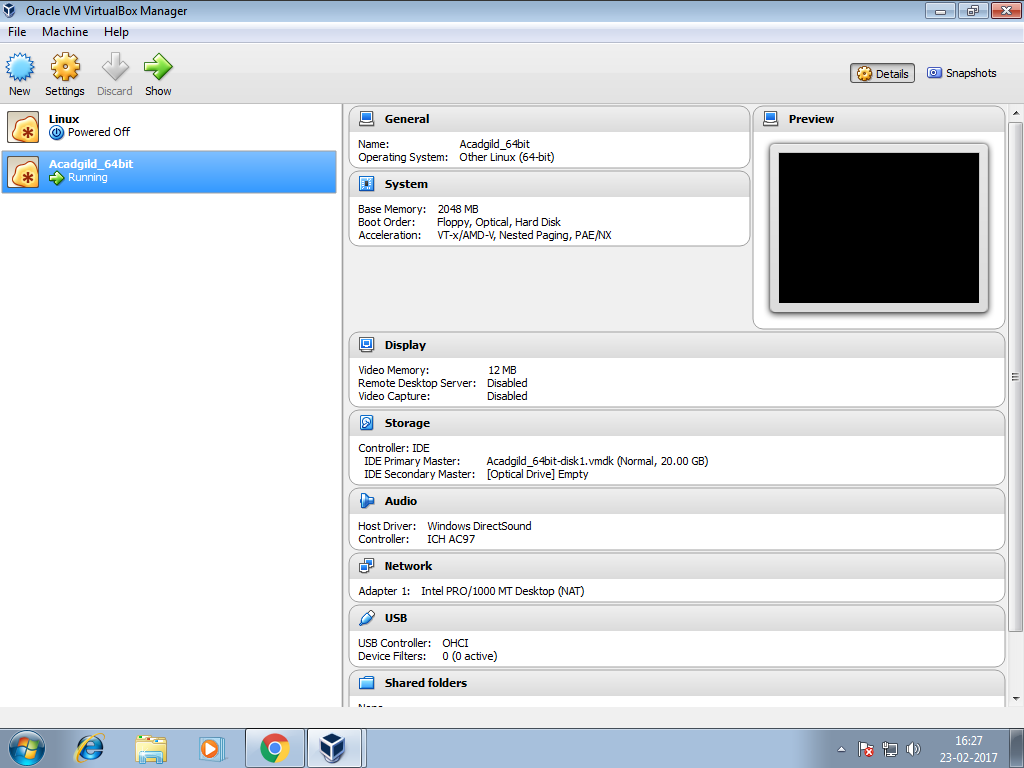 Oracle VM VirtualBox Manager
File Machine Help
New Settings Discard Show
Details Snapshots
Linux
Powered Off
Acadgild_64bit
Running
General
Name: Acadgild_64bit
Operating System: Other Linux (64-bit)
System
Base Memory: 2048 MB
Boot Order: Floppy, Optical, Hard Disk
Acceleration: VT-x/AMD-V, Nested Paging, PAE/NX
Preview
Display
Video Memory: 12 MB
Remote Desktop Server: Disabled
Video Capture: Disabled
Storage
Controller: IDE
IDE Primary Master: Acadgild_64bit-disk1.vmdk (Normal, 20.00 GB)
IDE Secondary Master: [Optical Drive] Empty
Audio
Host Driver: Windows DirectSound
Controller: ICH AC97
Network
Adapter 1: Intel PRO/1000 MT Desktop (NAT)
USB
USB Controller: OHCI
Device Filters: 0 (0 active)
Shared folders
16:27
23-02-2017